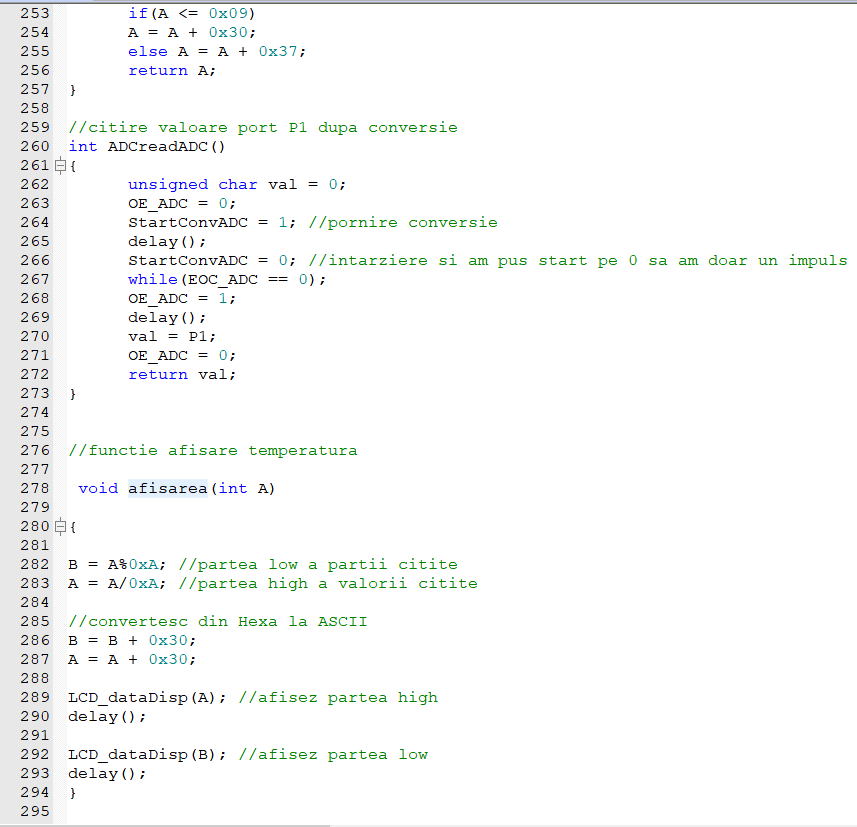 253 if(A <= 0x09)
254 A = A + 0x30;
255 else A = A + 0x37;
256 return A;
257 }
258
259 //citire valoare port P1 dupa conversie
260 int ADCreadADC()
261 {
262 unsigned char val = 0;
263 OE_ADC = 0;
264 StartConvADC = 1; //pornire conversie
265 delay();
266 StartConvADC = 0; //intarziere si am pus start pe 0 sa am doar un impuls
267 while(EOC_ADC == 0);
268 OE_ADC = 1;
269 delay();
270 val = P1;
271 OE_ADC = 0;
272 return val;
273 }
274
275
276 //functie afisare temperatura
277
278 void afisarea(int A)
279
280 {
281
282 B = A%0xA; //partea low a partii citite
283 A = A/0xA; //partea high a valorii citite
284
285 //convertesc din Hexa la ASCII
286 B = B + 0x30;
287 A = A + 0x30;
288
289 LCD_dataDisp(A); //afisez partea high
290 delay();
291
292 LCD_dataDisp(B); //afisez partea low
293 delay();
294 }
295